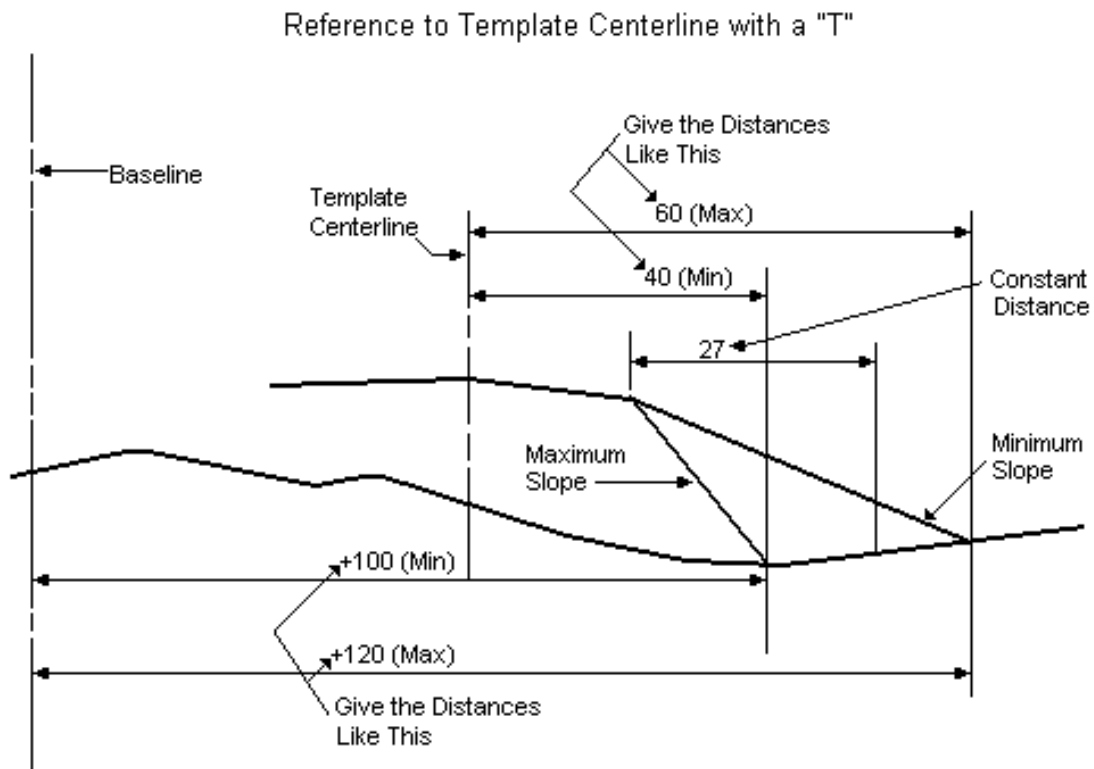 Reference to Template Centerline with a "T"
Give the Distances
Like This
Baseline
Template
Centerline
60 (Max)
40 (Min)
Constant
Distance
27
Maximum
Slope
Minimum
Slope
+100 (Min)
+120 (Max)
Give the Distances
Like This